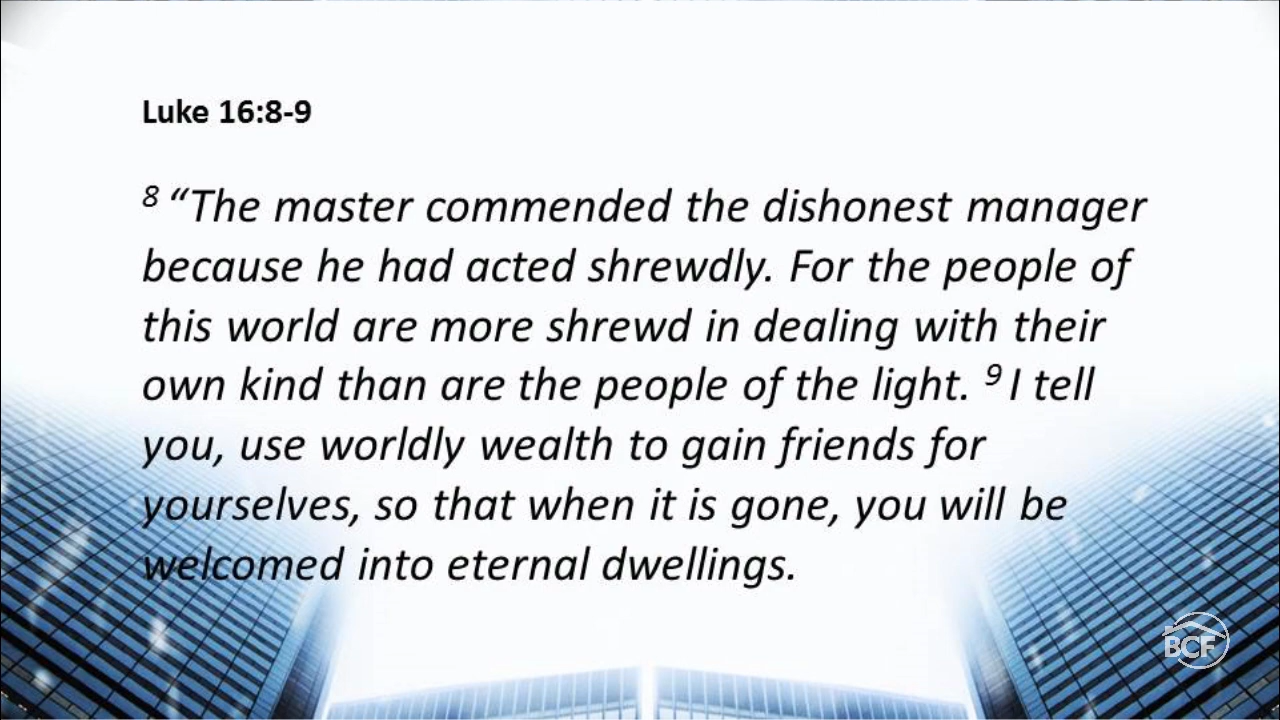 Luke 16:8-9
8 “The master commended the dishonest manager
because he had acted shrewdly. For the people of
this world are more shrewd in dealing with their
own kind than are the people of the light. 9 I tell
you, use worldly wealth to gain friends for
yourselves, so that when it is gone, you will be
welcomed into eternal dwellings.
BCF